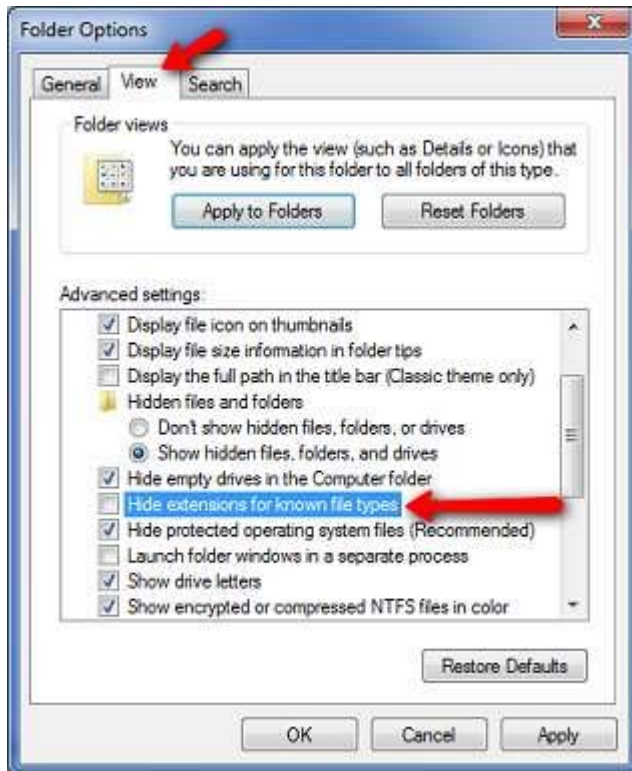 Folder Options
General View Search
Folder views
You can apply the view (such as Details or Icons) that
you are using for this folder to all folders of this type.
Apply to Folders Reset Folders
Advanced settings:
Display file icon on thumbnails
Display file size information in folder tips
Display the full path in the title bar (Classic theme only)
Hidden files and folders
Don't show hidden files, folders, or drives
Show hidden files, folders, and drives
Hide empty drives in the Computer folder
Hide extensions for known file types
Hide protected operating system files (Recommended)
Launch folder windows in a separate process
Show drive letters
Show encrypted or compressed NTFS files in color
Restore Defaults
OK Cancel Apply